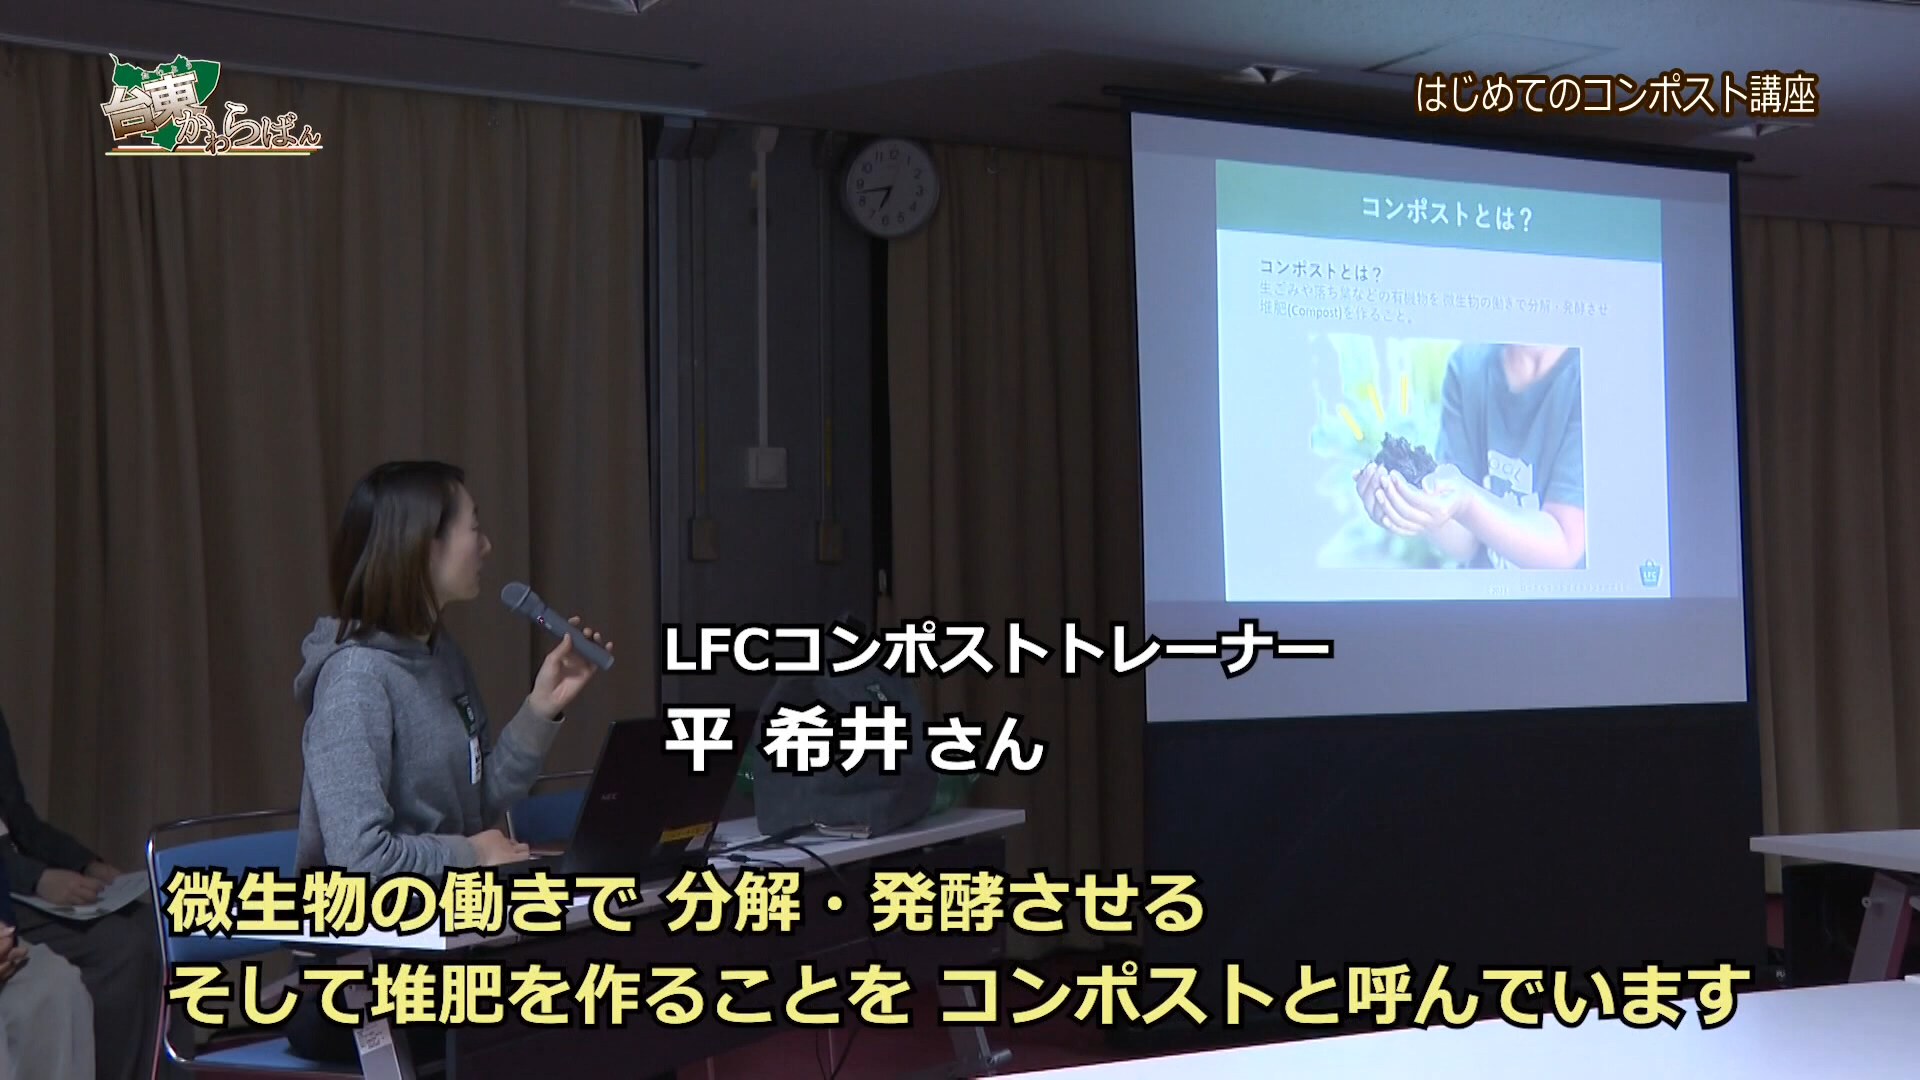 台東かわらばん
はじめてのコンポスト講座
コンポストとは？
コンポストとは？
生ごみや落ち葉などの有機物を微生物の働きで分解・発酵させ
堆肥(Compost)を作ること。
LFC
LFCコンポストトレーナー
平 希井さん
微生物の働きで 分解・発酵させる
そして堆肥を作ることを コンポストと呼んでいます